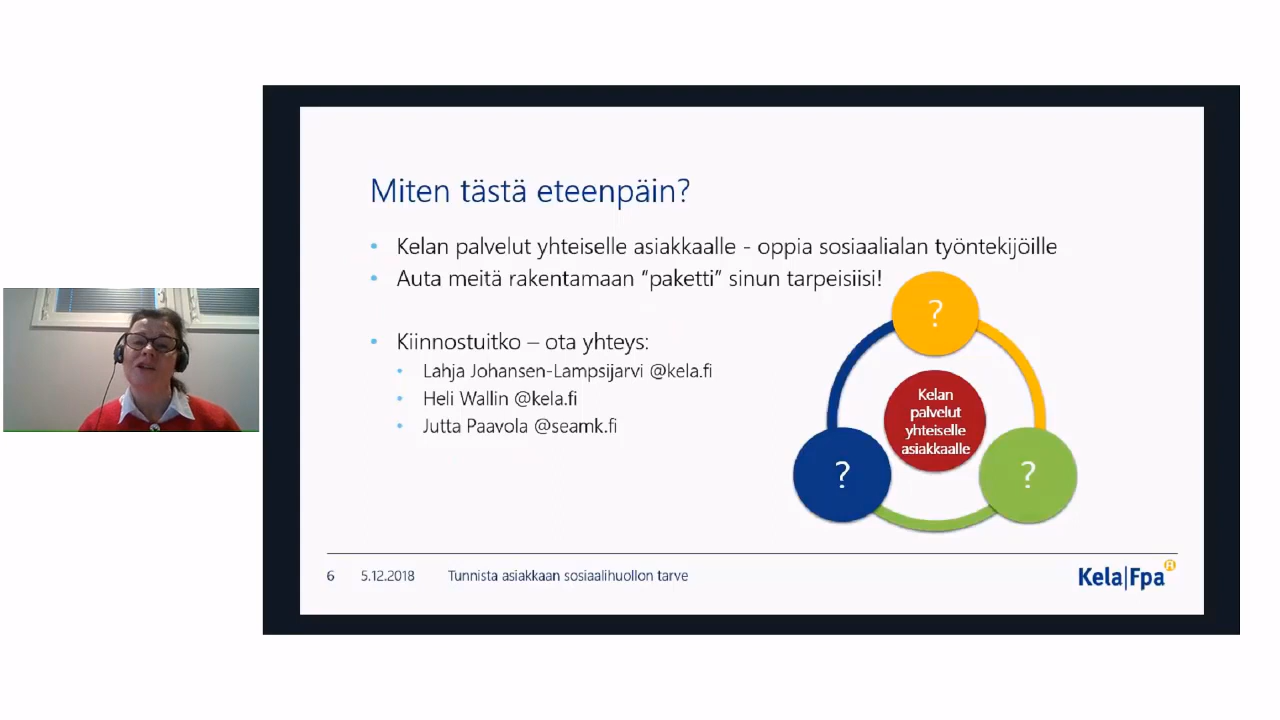 Miten tästä eteenpäin?
Kelan palvelut yhteiselle asiakkaalle - oppia sosiaalialan työntekijöille
Auta meitä rakentamaan ”paketti” sinun tarpeisiisi!
Kiinnostuitko – ota yhteys:
Lahja Johansen-Lampsijarvi @kela.fi
Heli Wallin @kela.fi
Jutta Paavola @seamk.fi
?
Kelan
palvelut
yhteiselle
asiakkaalle
?
?
6 5.12.2018 Tunnista asiakkaan sosiaalihuollon tarve
Kela|Fpa